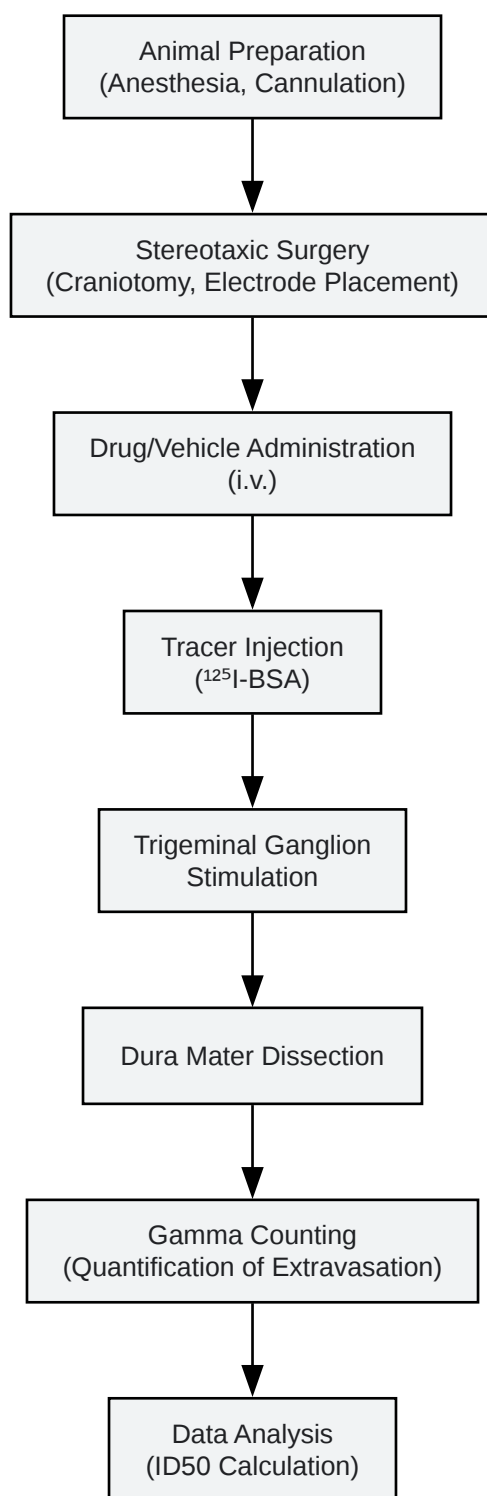 Animal Preparation
(Anesthesia, Cannulation)
Stereotaxic Surgery
(Craniotomy, Electrode Placement)
Drug/Vehicle Administration
(i.v.)
Tracer Injection
(¹²⁵I-BSA)
Trigeminal Ganglion
Stimulation
Dura Mater Dissection
Gamma Counting
(Quantification of Extravasation)
Data Analysis
(ID50 Calculation)